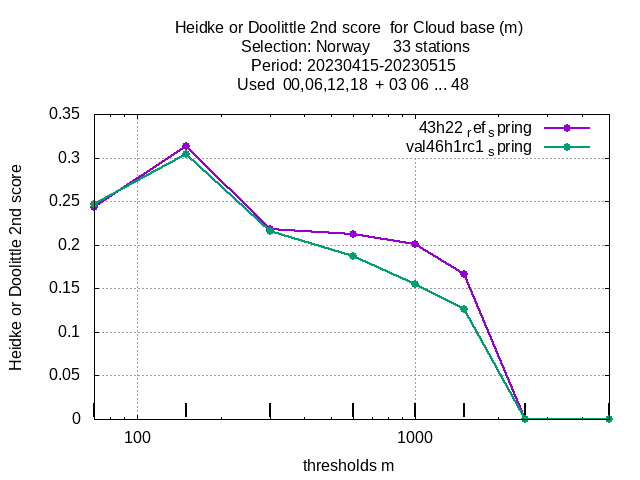 Heidke or Doolittle 2nd score  for Cloud base (m)
Selection: Norway     33 stations
Period: 20230415-20230515
Used  00,06,12,18  + 03 06 ... 48
43h22 ref spring
val46h1rc1 spring
0.35
0.3
0.25
0.2
0.15
0.1
0.05
0
Heidke or Doolittle 2nd score
100
1000
thresholds m